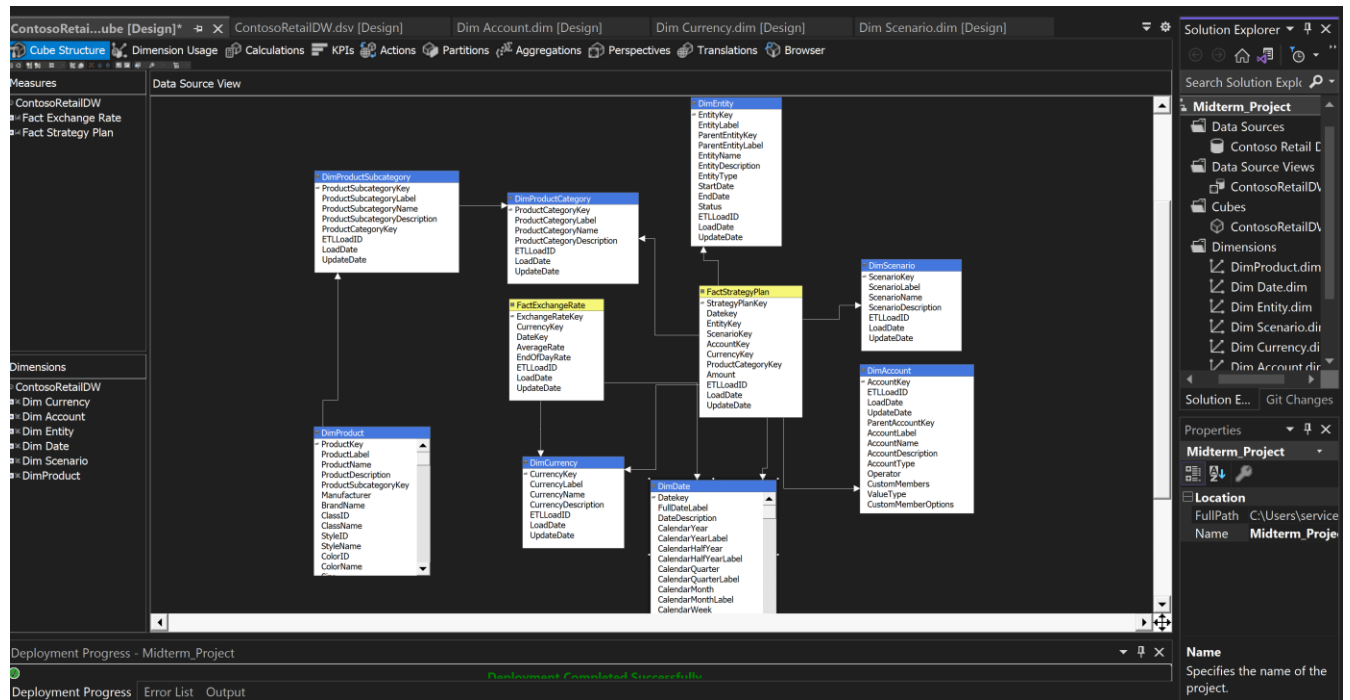 ContosoRetai...ube [Design]*
ContosoRetailDW.dsv [Design]
Dim Account.dim [Design]
Dim Currency.dim [Design]
Dim Scenario.dim [Design]
Cube Structure
Dimension Usage
Calculations
KPIs
Actions
Partitions
Aggregations
Perspectives
Translations
Browser
Measures
ContosoRetailDW
Fact Exchange Rate
Fact Strategy Plan
Dimensions
ContosoRetailDW
Dim Currency
Dim Account
Dim Entity
Dim Date
Dim Scenario
DimProduct
Data Source View
DimEntity
EntityKey
EntityLabel
ParentEntityKey
ParentEntityLabel
EntityName
EntityDescription
EntityType
StartDate
EndDate
Status
ETLLoadID
LoadDate
UpdateDate
DimProductSubcategory
ProductSubcategoryKey
ProductSubcategoryLabel
ProductSubcategoryName
ProductSubcategoryDescription
ProductCategoryKey
ETLLoadID
LoadDate
UpdateDate
DimProductCategory
ProductCategoryKey
ProductCategoryLabel
ProductCategoryName
ProductCategoryDescription
ETLLoadID
LoadDate
UpdateDate
DimScenario
ScenarioKey
ScenarioLabel
ScenarioName
ScenarioDescription
ETLLoadID
LoadDate
UpdateDate
FactExchangeRate
ExchangeRateKey
CurrencyKey
DateKey
AverageRate
EndOfDayRate
ETLLoadID
LoadDate
UpdateDate
FactStrategyPlan
StrategyPlanKey
Datekey
EntityKey
ScenarioKey
AccountKey
CurrencyKey
ProductCategoryKey
Amount
ETLLoadID
LoadDate
UpdateDate
DimAccount
AccountKey
ETLLoadID
LoadDate
UpdateDate
ParentAccountKey
AccountLabel
AccountName
AccountDescription
AccountType
Operator
CustomMembers
ValueType
CustomMemberOptions
DimProduct
ProductKey
ProductLabel
ProductName
ProductDescription
ProductSubcategoryKey
Manufacturer
BrandName
ClassID
ClassName
StyleID
StyleName
ColorID
ColorName
DimCurrency
CurrencyKey
CurrencyLabel
CurrencyName
CurrencyDescription
ETLLoadID
LoadDate
UpdateDate
DimDate
Datekey
FullDateLabel
DateDescription
CalendarYear
CalendarYearLabel
CalendarHalfYear
CalendarHalfYearLabel
CalendarQuarter
CalendarQuarterLabel
CalendarMonth
CalendarMonthLabel
CalendarWeek
Deployment Progress - Midterm_Project
Deployment Completed Successfully
Deployment Progress
Error List
Output
Solution Explorer
Search Solution Explc
Midterm_Project
Data Sources
Contoso Retail D
Data Source Views
ContosoRetailDW
Cubes
ContosoRetailDW
Dimensions
DimProduct.dim
Dim Date.dim
Dim Entity.dim
Dim Scenario.dir
Dim Currency.di
Dim Account.dir
Solution E...
Git Changes
Properties
Midterm_Project
Location
FullPath C:\Users\service
Name Midterm_Proje
Name
Specifies the name of the
project.